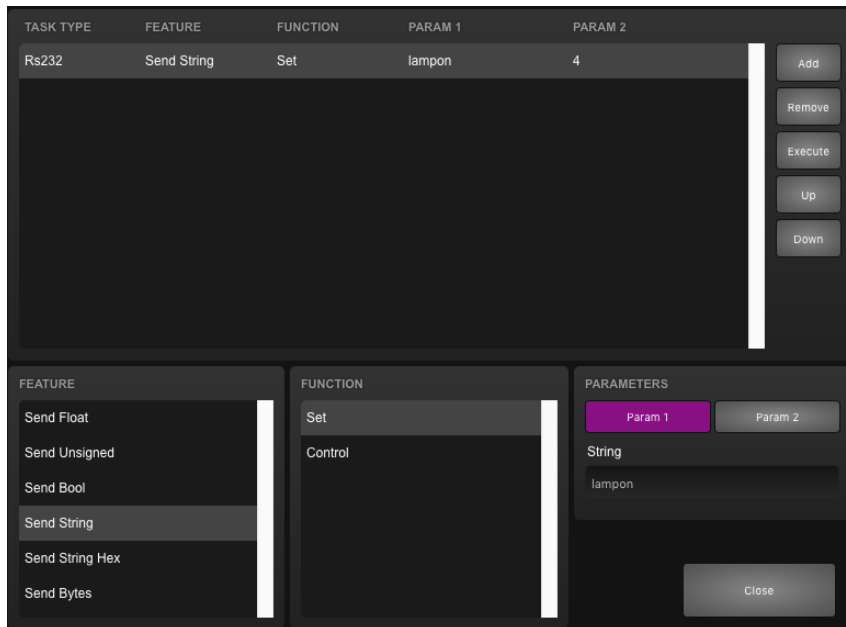 TASK TYPE FEATURE FUNCTION PARAM 1 PARAM 2
Rs232 Send String Set lampon 4
Add
Remove
Execute
Up
Down
FEATURE
Send Float
Send Unsigned
Send Bool
Send String
Send String Hex
Send Bytes
FUNCTION
Set
Control
PARAMETERS
Param 1 Param 2
String
lampon
Close